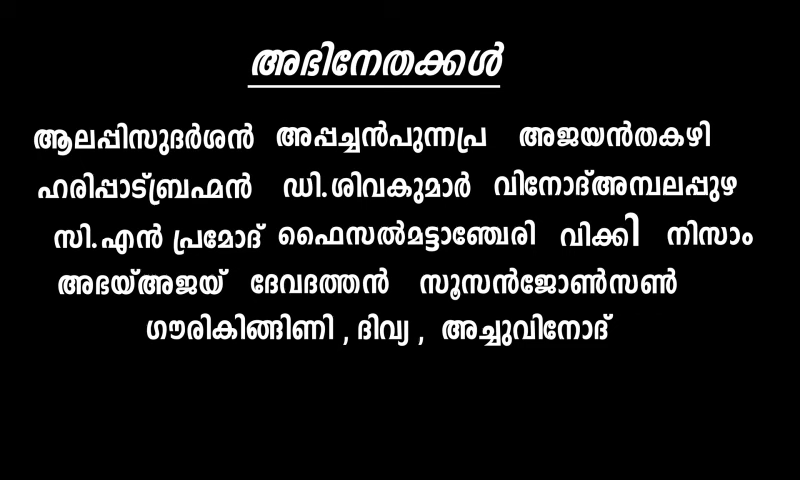 അഭിനേതക്കൾ
ആലപ്പിസുദർശൻ അപ്പച്ചൻപുന്നപ്ര അജയൻതകഴി
ഹരിപ്പാട്ബ്രഹ്മൻ ഡി.ശിവകുമാർ വിനോദ്അമ്പലപ്പുഴ
സി.എൻ പ്രമോദ് ഫൈസൽമട്ടാഞ്ചേരി വിക്കി നിസാം
അഭയ്അജയ് ദേവദത്തൻ സൂസൻജോൺസൺ
ഗൗരികിങ്ങിണി , ദിവ്യ , അച്ചുവിനോദ്